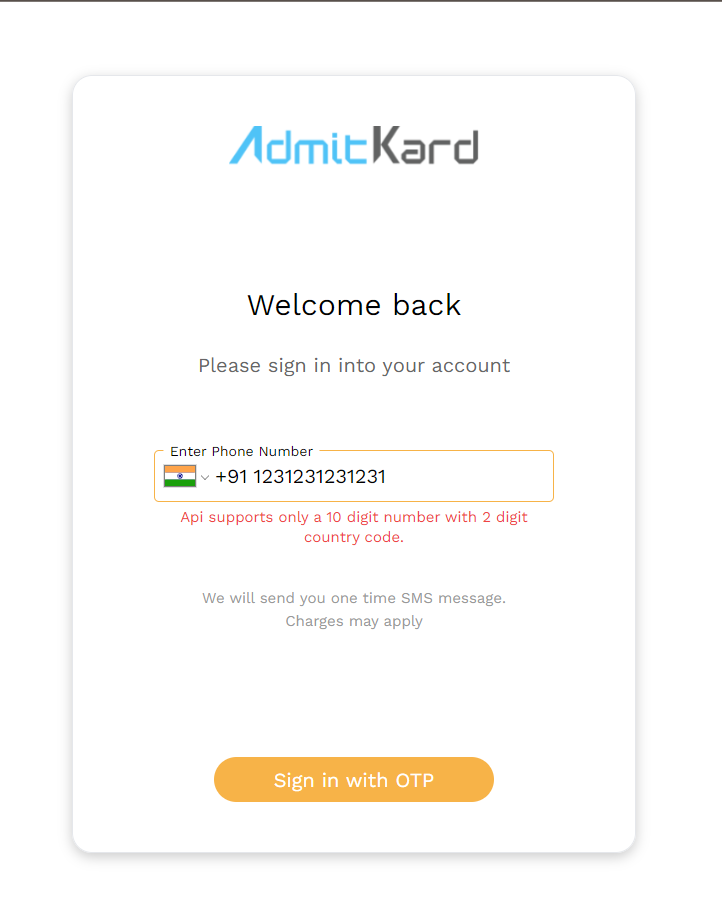 AdmitKard
Welcome back
Please sign in into your account
Enter Phone Number
+91 1231231231231
Api supports only a 10 digit number with 2 digit
country code.
We will send you one time SMS message.
Charges may apply
Sign in with OTP